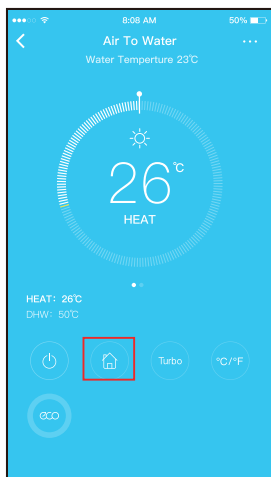 8:08 AM 50%
Air To Water
Water Temperture 23℃
26℃
HEAT
HEAT: 26℃
DHW: 50℃
Turbo
℃/℉
eco